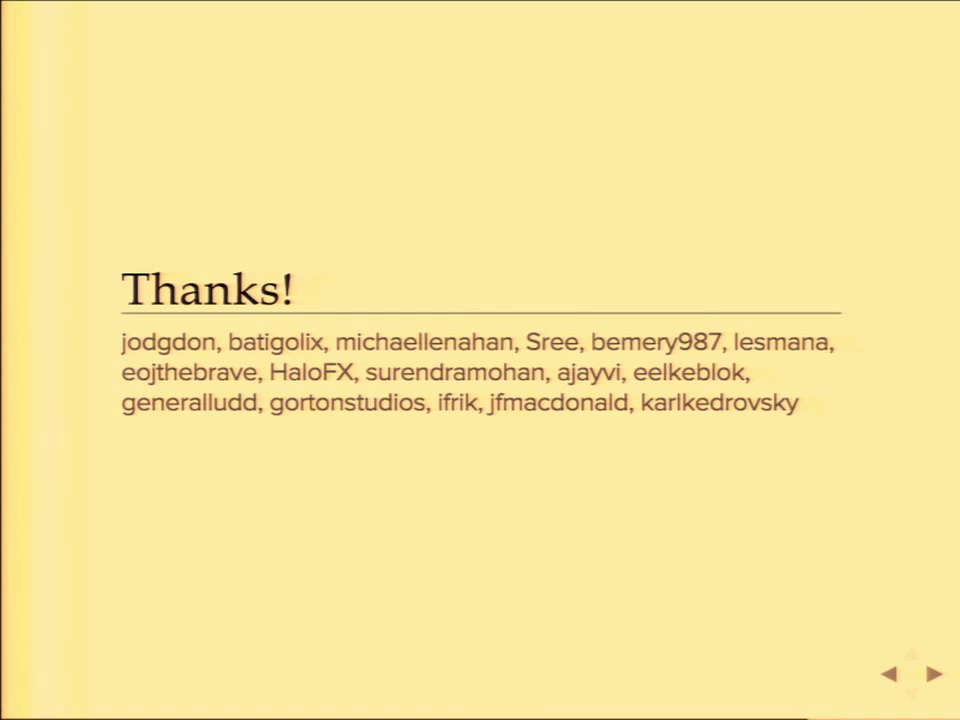 Thanks!
jodgdon, batigolix, michaellenahan, Sree, bemery987, lesmana,
eojthebrave, HaloFX, surendramohan, ajayvi, eelkeblok,
generalludd, gortonstudios, ifrik, jfmacdonald, karlkedrovsky